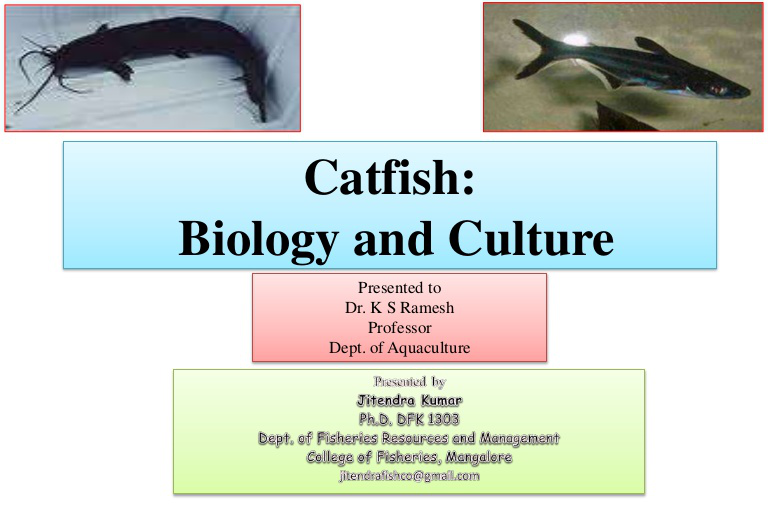 Catfish:
Biology and Culture
Presented to
Dr. K S Ramesh
Professor
Dept. of Aquaculture
Presented by
Jitendra Kumar
Ph.D. DFK 1303
Dept. of Fisheries Resources and Management
College of Fisheries, Mangalore
jitendrafishco@gmail.com